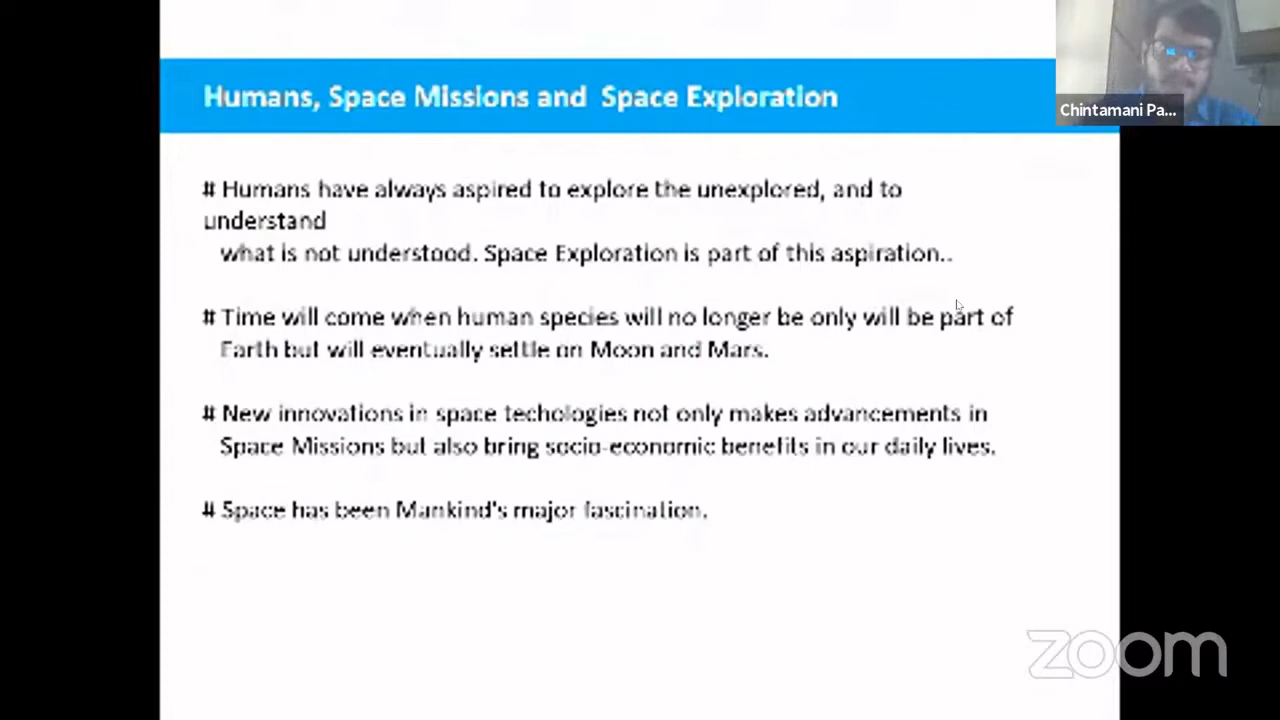 Humans, Space Missions and Space Exploration
Chintamani Pa...
# Humans have always aspired to explore the unexplored, and to
understand
what is not understood. Space Exploration is part of this aspiration..
# Time will come when human species will no longer be only will be part of
Earth but will eventually settle on Moon and Mars.
# New innovations in space techologies not only makes advancements in
Space Missions but also bring socio-economic benefits in our daily lives.
# Space has been Mankind's major fascination.
zoom